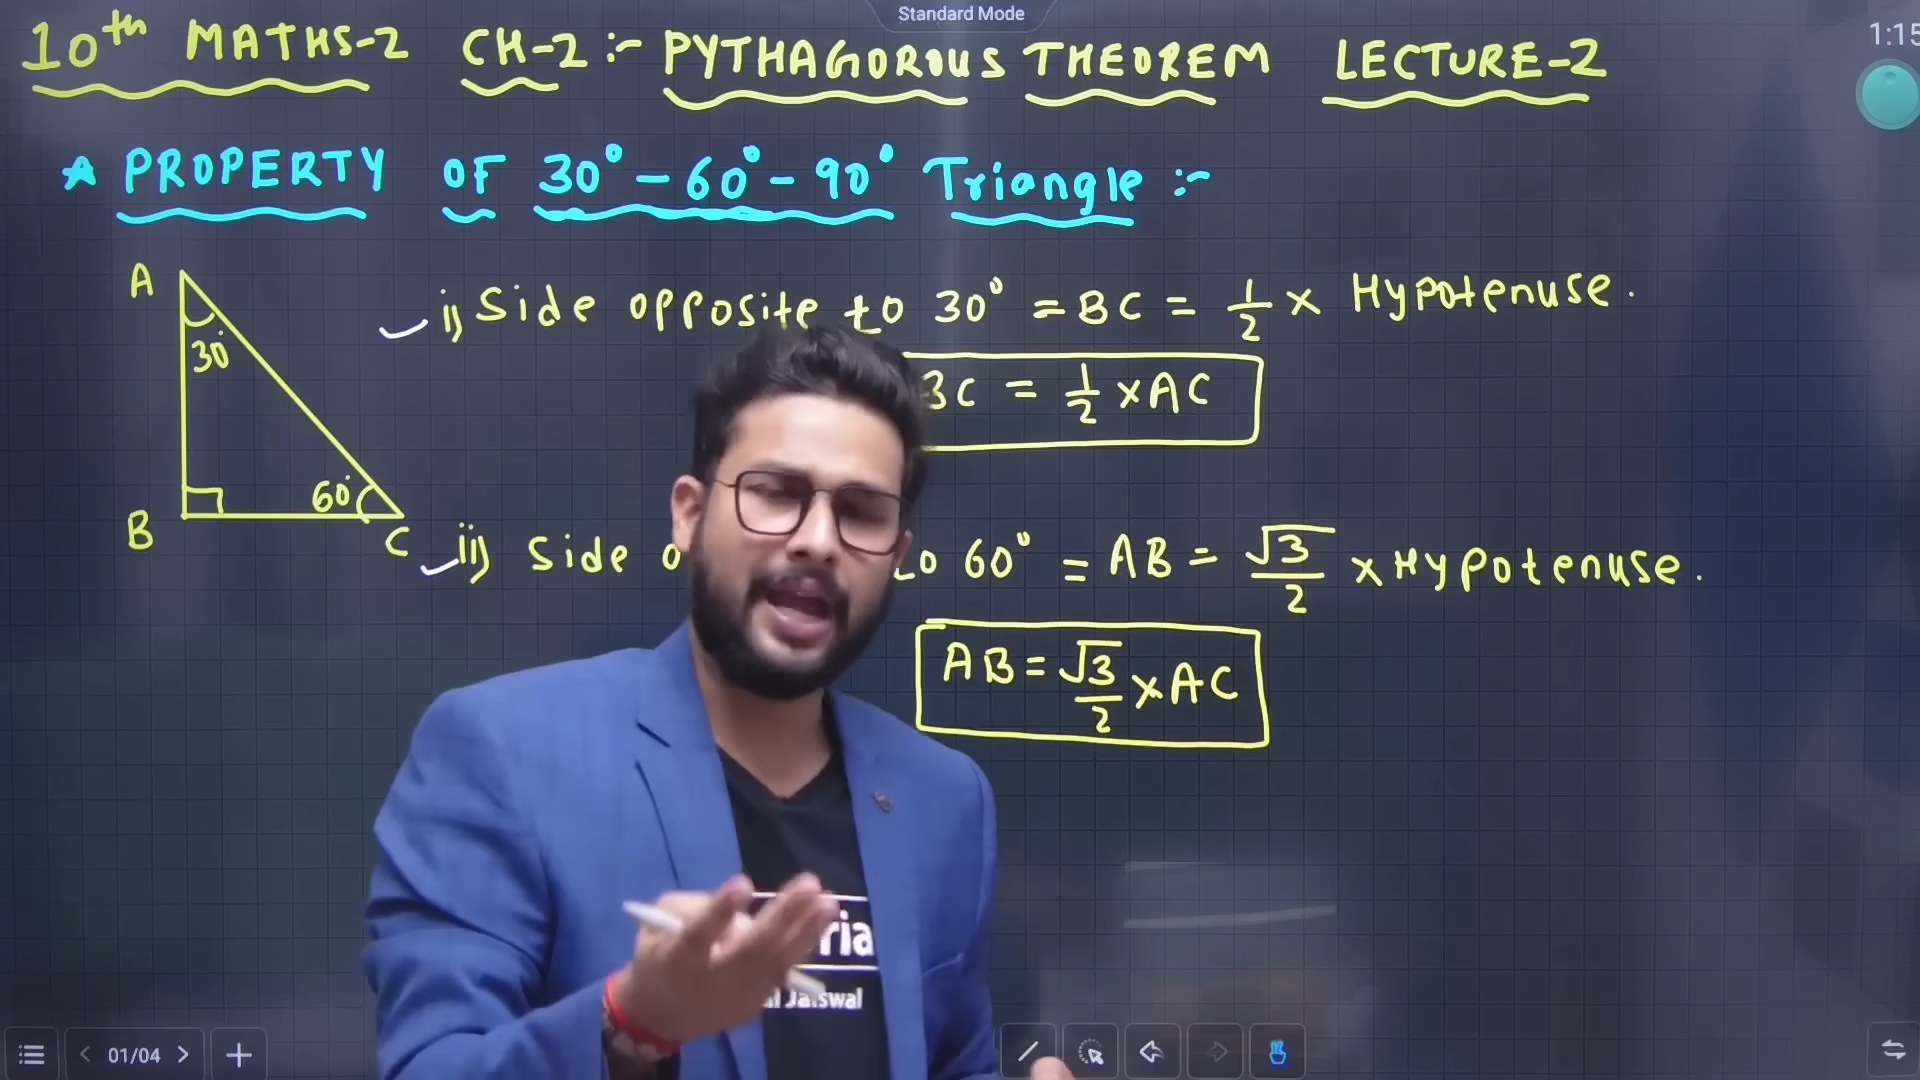 Standard Mode
1:15
10th MATHS-2 CH-2 :- PYTHAGOROUS THEOREM LECTURE-2
* PROPERTY OF 30° - 60° - 90° Triangle :-
A
30°
B
60°
C
i) Side opposite to 30° = BC = 1/2 × Hypotenuse.
BC = 1/2 × AC
ii) Side to 60° = AB = √3/2 × Hypotenuse.
AB = √3/2 × AC
Jaiswal
01/04